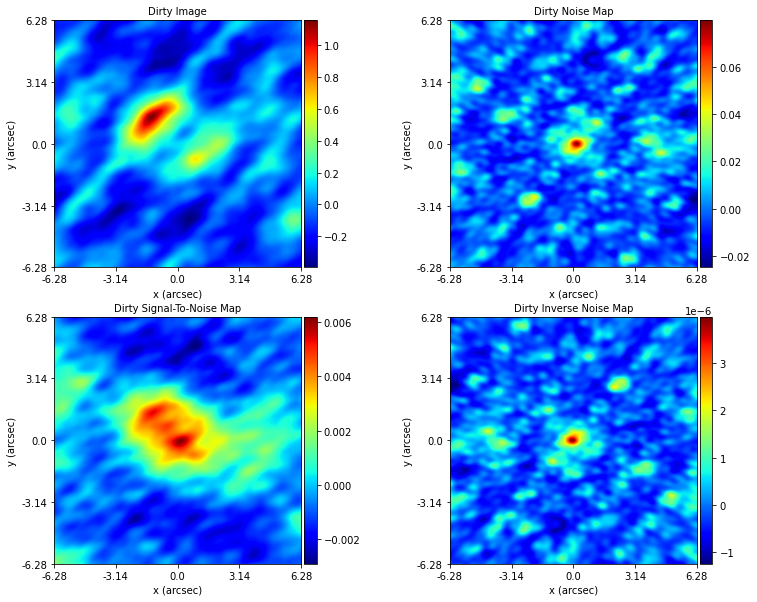 Dirty Image
6.28
3.14
0.0
-3.14
-6.28
y (arcsec)
-6.28 -3.14 0.0 3.14 6.28
x (arcsec)
1.0
0.8
0.6
0.4
0.2
0.0
−0.2
Dirty Noise Map
6.28
3.14
0.0
-3.14
-6.28
y (arcsec)
-6.28 -3.14 0.0 3.14 6.28
x (arcsec)
0.06
0.04
0.02
0.00
−0.02
Dirty Signal-To-Noise Map
6.28
3.14
0.0
-3.14
-6.28
y (arcsec)
-6.28 -3.14 0.0 3.14 6.28
x (arcsec)
0.006
0.004
0.002
0.000
−0.002
Dirty Inverse Noise Map
1e−6
6.28
3.14
0.0
-3.14
-6.28
y (arcsec)
-6.28 -3.14 0.0 3.14 6.28
x (arcsec)
3
2
1
0
−1